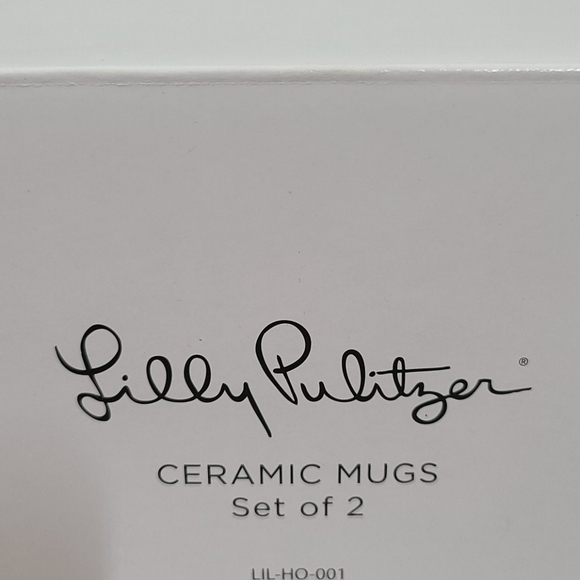 Lilly Pulitzer®
CERAMIC MUGS
Set of 2
LIL-HO-001